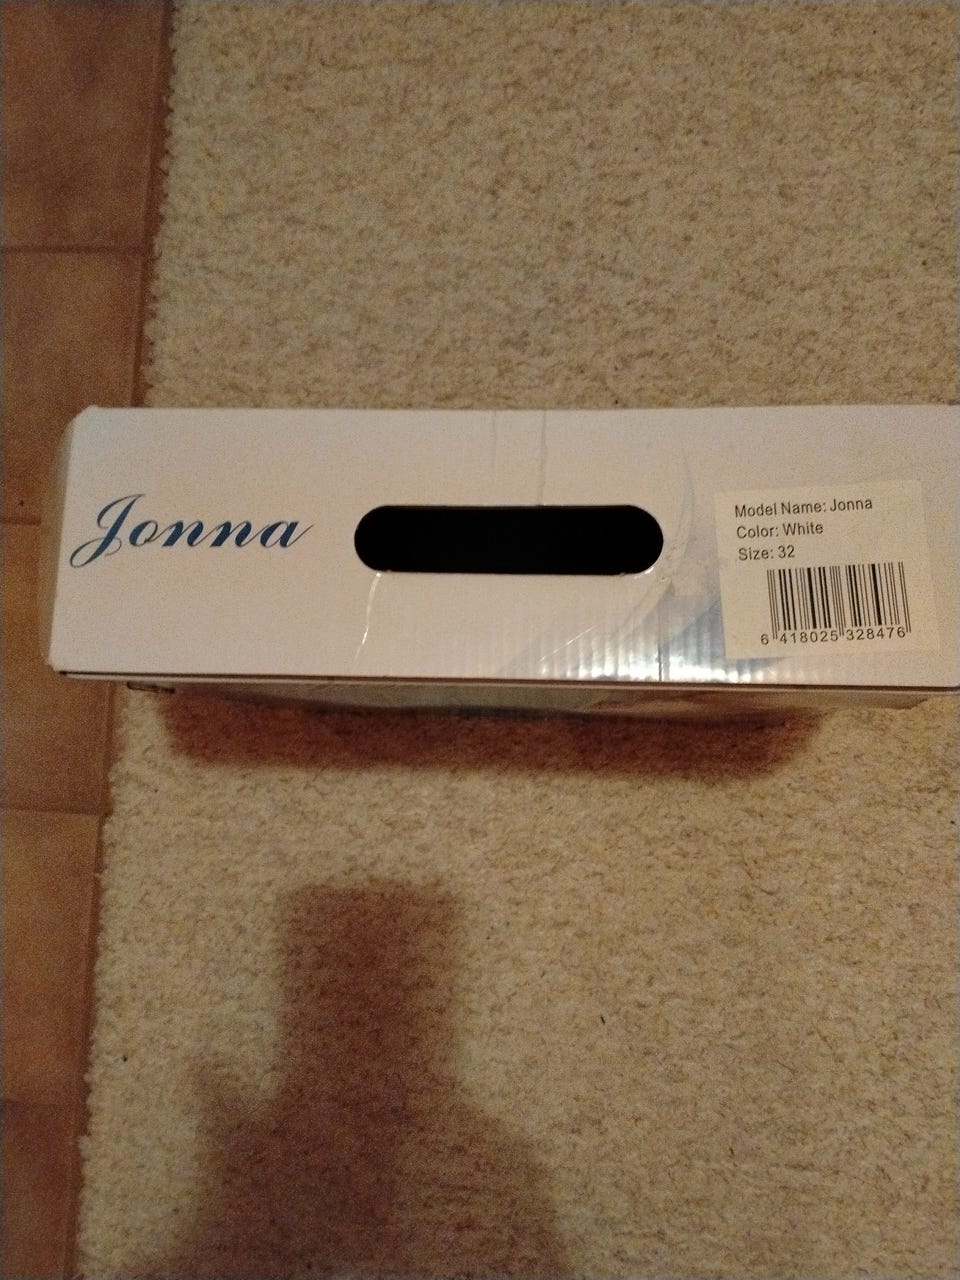 Jonna
Model Name: Jonna
Color: White
Size: 32
6 418025 328476